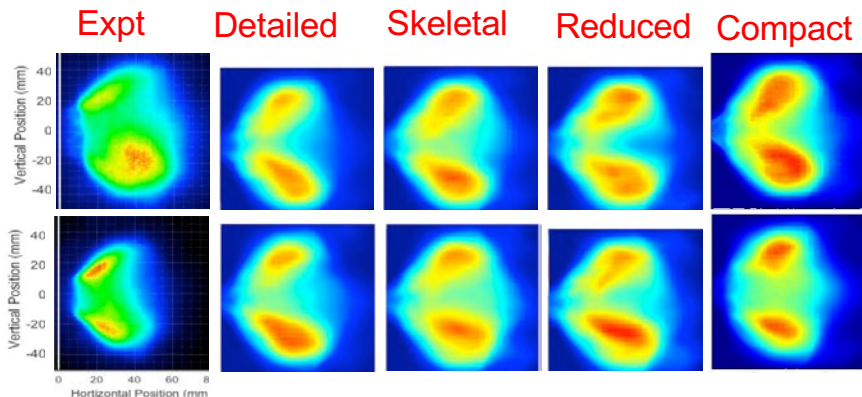 Expt Detailed Skeletal Reduced Compact
Vertical Position (mm)
40
20
0
-20
-40
Vertical Position (mm)
40
20
0
-20
-40
0 20 40 60 8
Hortizontal Position (mm